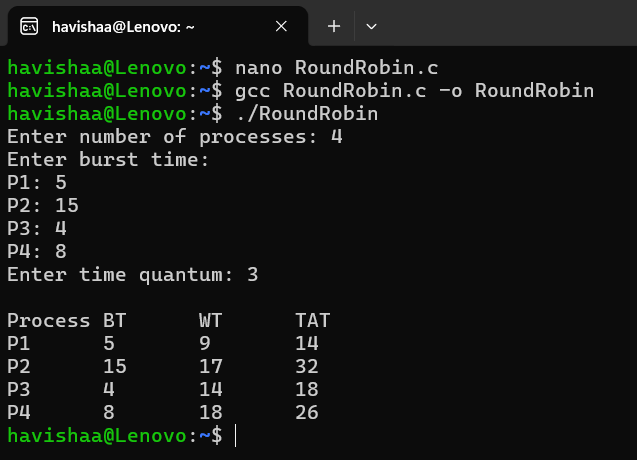 havishaa@Lenovo: ~
havishaa@Lenovo:~$ nano RoundRobin.c
havishaa@Lenovo:~$ gcc RoundRobin.c -o RoundRobin
havishaa@Lenovo:~$ ./RoundRobin
Enter number of processes: 4
Enter burst time:
P1: 5
P2: 15
P3: 4
P4: 8
Enter time quantum: 3
Process BT WT TAT
P1 5 9 14
P2 15 17 32
P3 4 14 18
P4 8 18 26
havishaa@Lenovo:~$